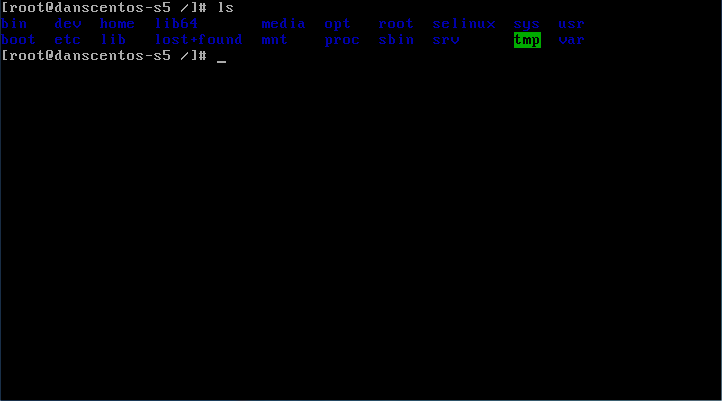 [root@danscentos-s5 /]# ls
bin dev home lib64 media opt root selinux sys usr
boot etc lib lost+found mnt proc sbin srv tmp var
[root@danscentos-s5 /]# _